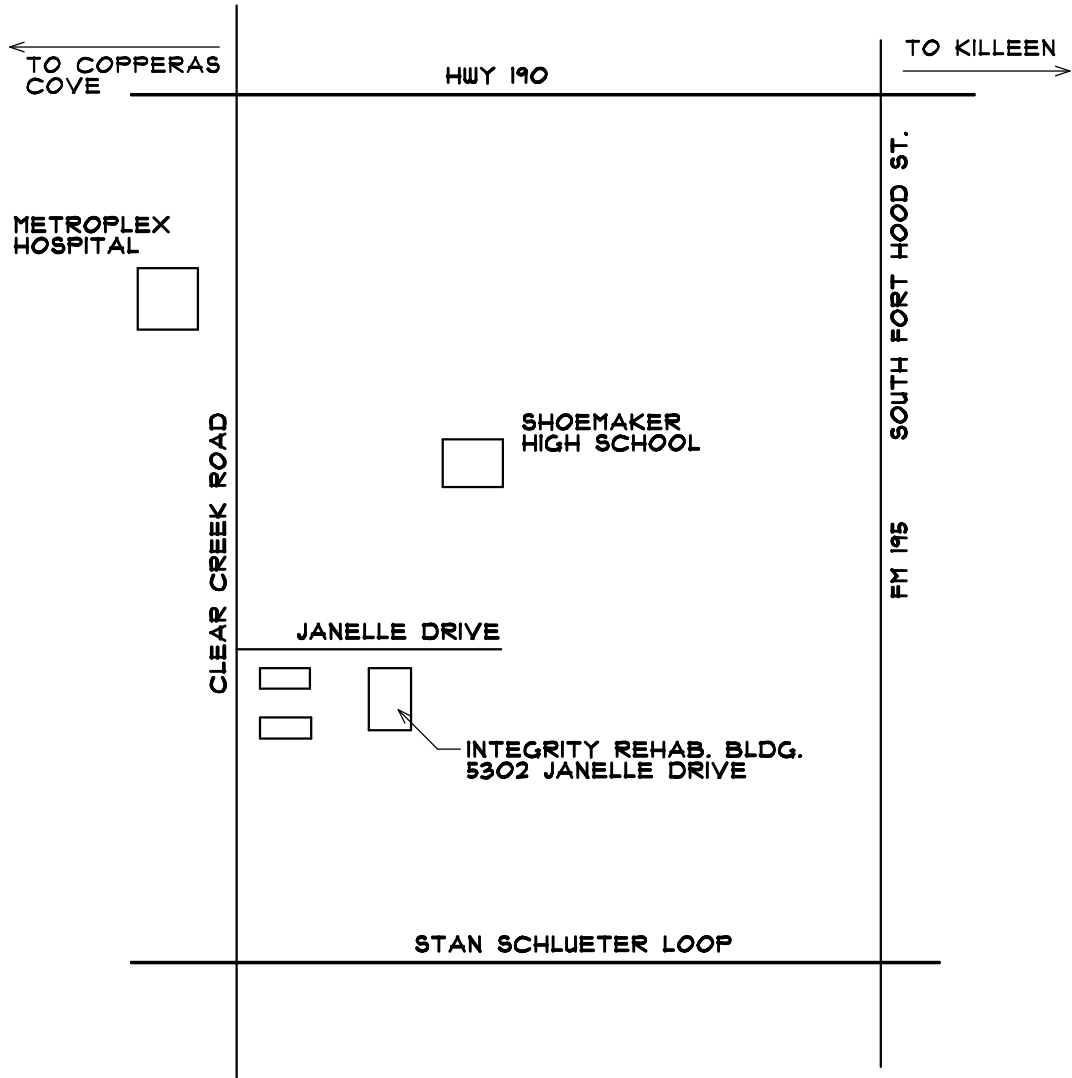 TO COPPERAS
COVE
HWY 190
TO KILLEEN
METROPLEX
HOSPITAL
SOUTH FORT HOOD ST.
SHOEMAKER
HIGH SCHOOL
CLEAR CREEK ROAD
FM 195
JANELLE DRIVE
INTEGRITY REHAB. BLDG.
5302 JANELLE DRIVE
STAN SCHLUETER LOOP